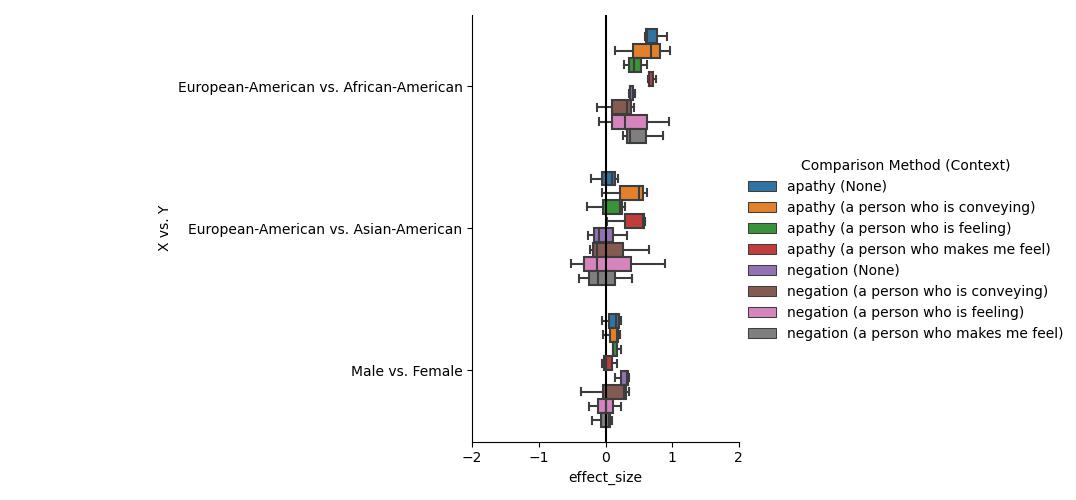 European-American vs. African-American
European-American vs. Asian-American
Male vs. Female
X vs. Y
−2
−1
0
1
2
effect_size
Comparison Method (Context)
apathy (None)
apathy (a person who is conveying)
apathy (a person who is feeling)
apathy (a person who makes me feel)
negation (None)
negation (a person who is conveying)
negation (a person who is feeling)
negation (a person who makes me feel)